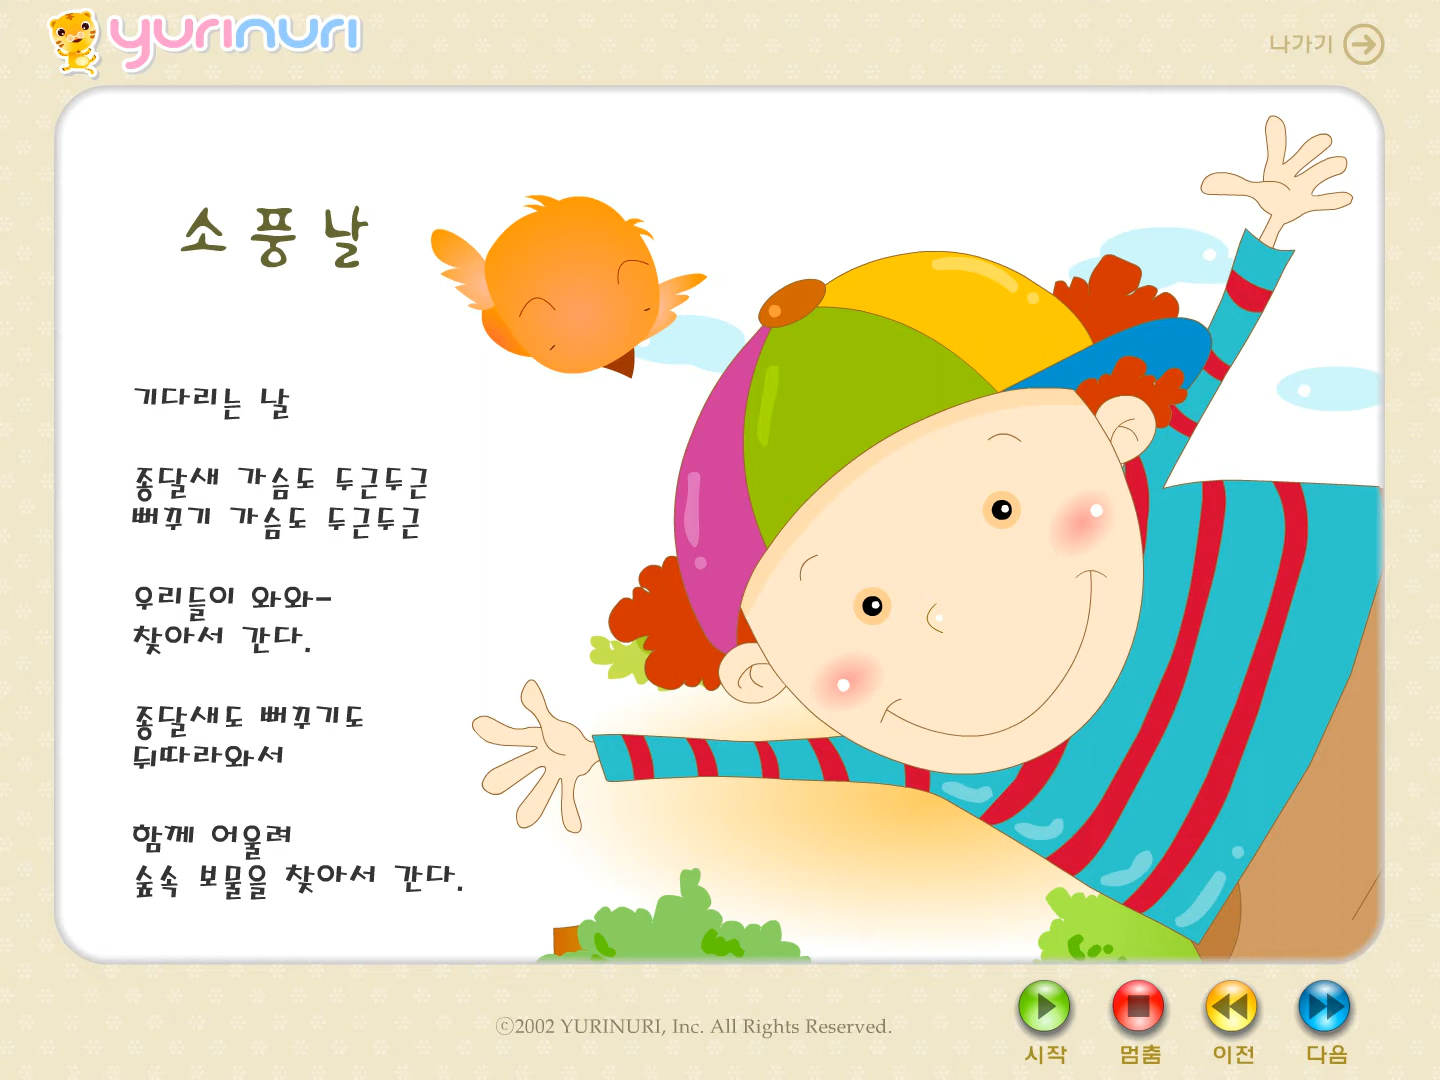 yurinuri
나가기
소풍날
기다리는 날
종달새 가슴도 두근두근
뻐꾸기 가슴도 두근두근
우리들이 와와-
찾아서 간다.
종달새도 뻐꾸기도
뒤따라와서
함께 어울려
숲속 보물을 찾아서 간다.
ⓒ2002 YURINURI, Inc. All Rights Reserved.
시작 멈춤 이전 다음